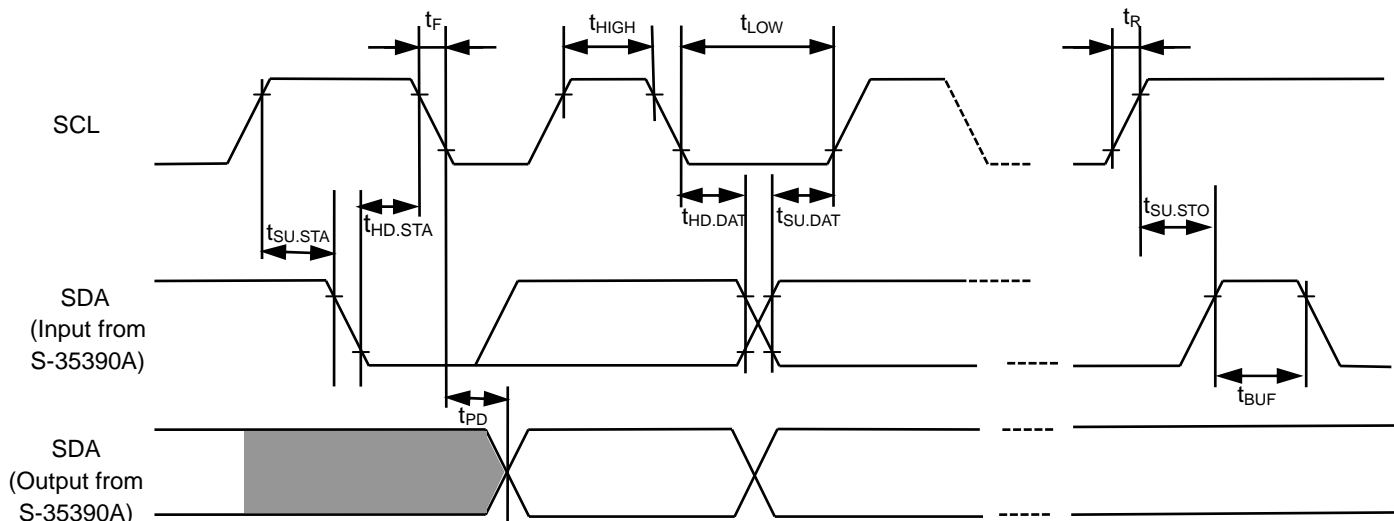 tF
tHIGH
tLOW
tR
SCL
tSU.STA
tHD.STA
tHD.DAT
tSU.DAT
tSU.STO
SDA
(Input from
S-35390A)
tBUF
tPD
SDA
(Output from
S-35390A)